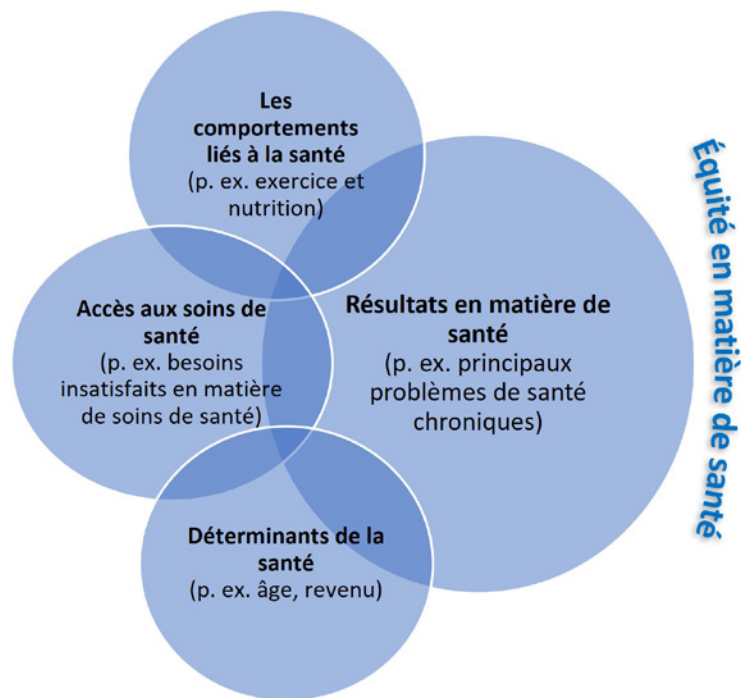 Les
comportements
liés à la santé
(p. ex. exercice et
nutrition)
Accès aux soins de
santé
(p. ex. besoins
insatisfaits en matière
de soins de santé)
Résultats en matière de
santé
(p. ex. principaux
problèmes de santé
chroniques)
Déterminants de la
santé
(p. ex. âge, revenu)
Équité en matière de santé